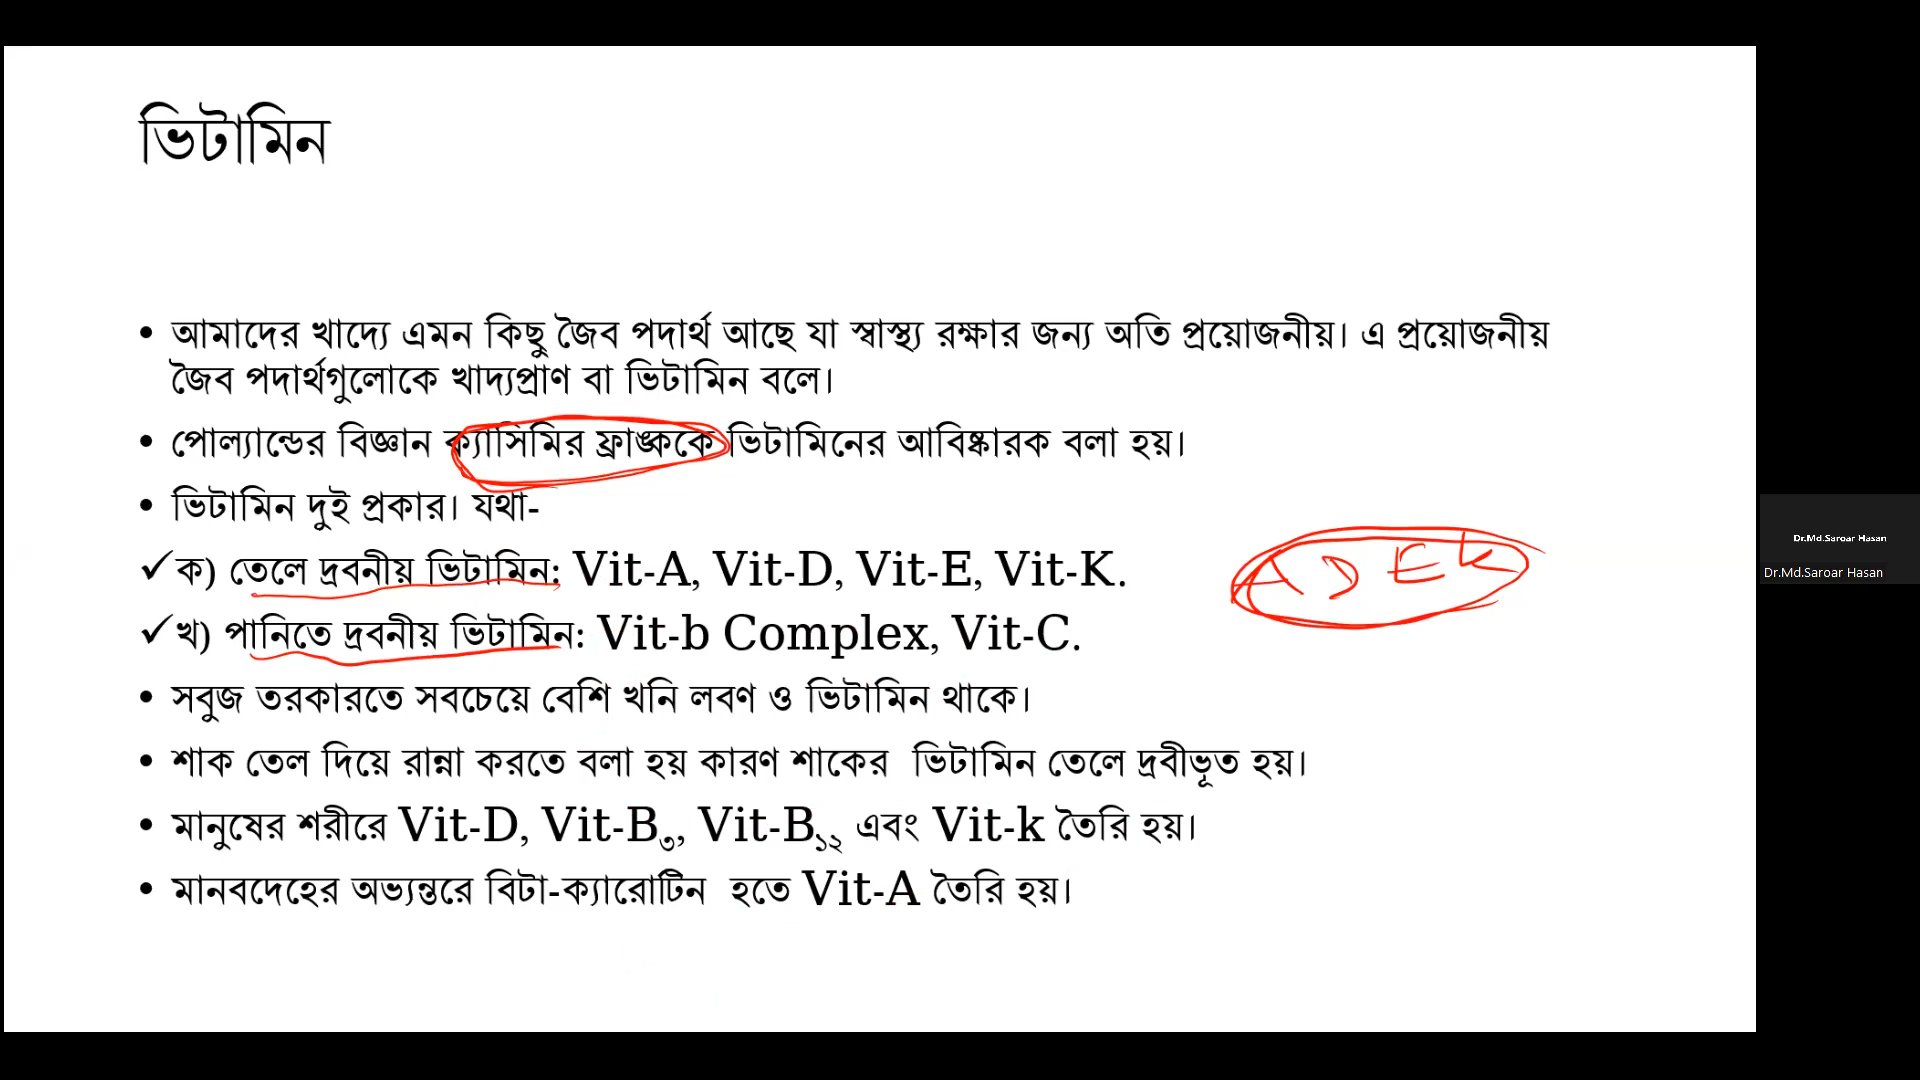 ভিটামিন
• আমাদের খাদ্যে এমন কিছু জৈব পদার্থ আছে যা স্বাস্থ্য রক্ষার জন্য অতি প্রয়োজনীয়। এ প্রয়োজনীয়
জৈব পদার্থগুলোকে খাদ্যপ্রাণ বা ভিটামিন বলে।
• পোল্যান্ডের বিজ্ঞান ক্যাসিমির ফ্রাঙ্ককে ভিটামিনের আবিষ্কারক বলা হয়।
• ভিটামিন দুই প্রকার। যথা-
✓ক) তেলে দ্রবনীয় ভিটামিন: Vit-A, Vit-D, Vit-E, Vit-K.
A D E K
✓খ) পানিতে দ্রবনীয় ভিটামিন: Vit-b Complex, Vit-C.
• সবুজ তরকারতে সবচেয়ে বেশি খনি লবণ ও ভিটামিন থাকে।
• শাক তেল দিয়ে রান্না করতে বলা হয় কারণ শাকের ভিটামিন তেলে দ্রবীভূত হয়।
• মানুষের শরীরে Vit-D, Vit-B৩, Vit-B১২ এবং Vit-k তৈরি হয়।
• মানবদেহের অভ্যন্তরে বিটা-ক্যারোটিন হতে Vit-A তৈরি হয়।
Dr.Md.Saroar Hasan
Dr.Md.Saroar Hasan